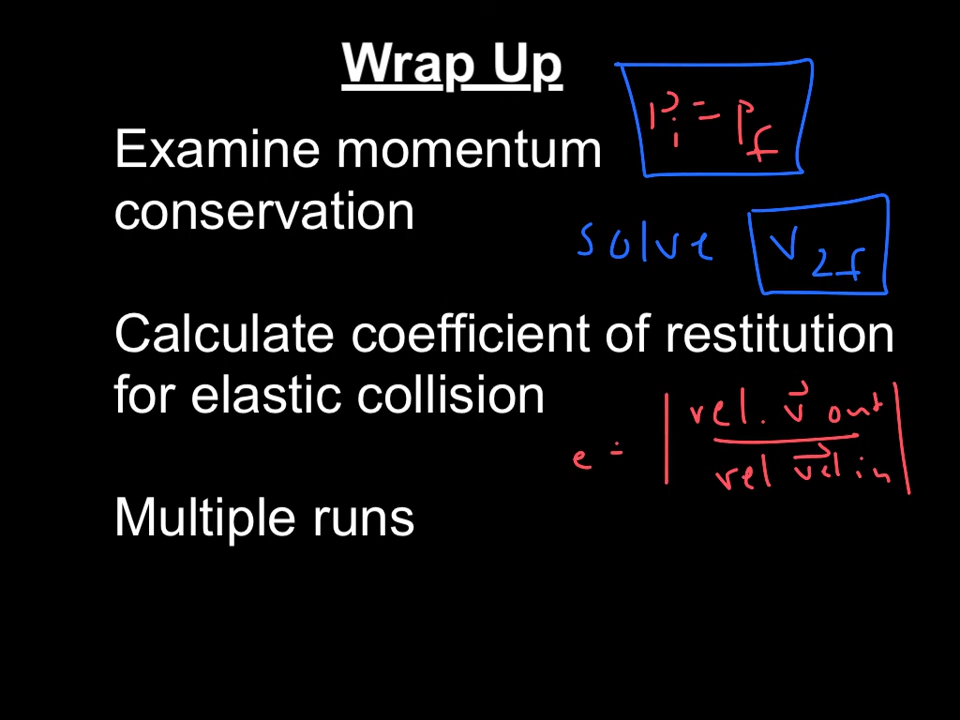 Wrap Up
Examine momentum
conservation
Pi = Pf
solve V2f
Calculate coefficient of restitution
for elastic collision
e = | rel. v⃗ out / rel vel in |
Multiple runs